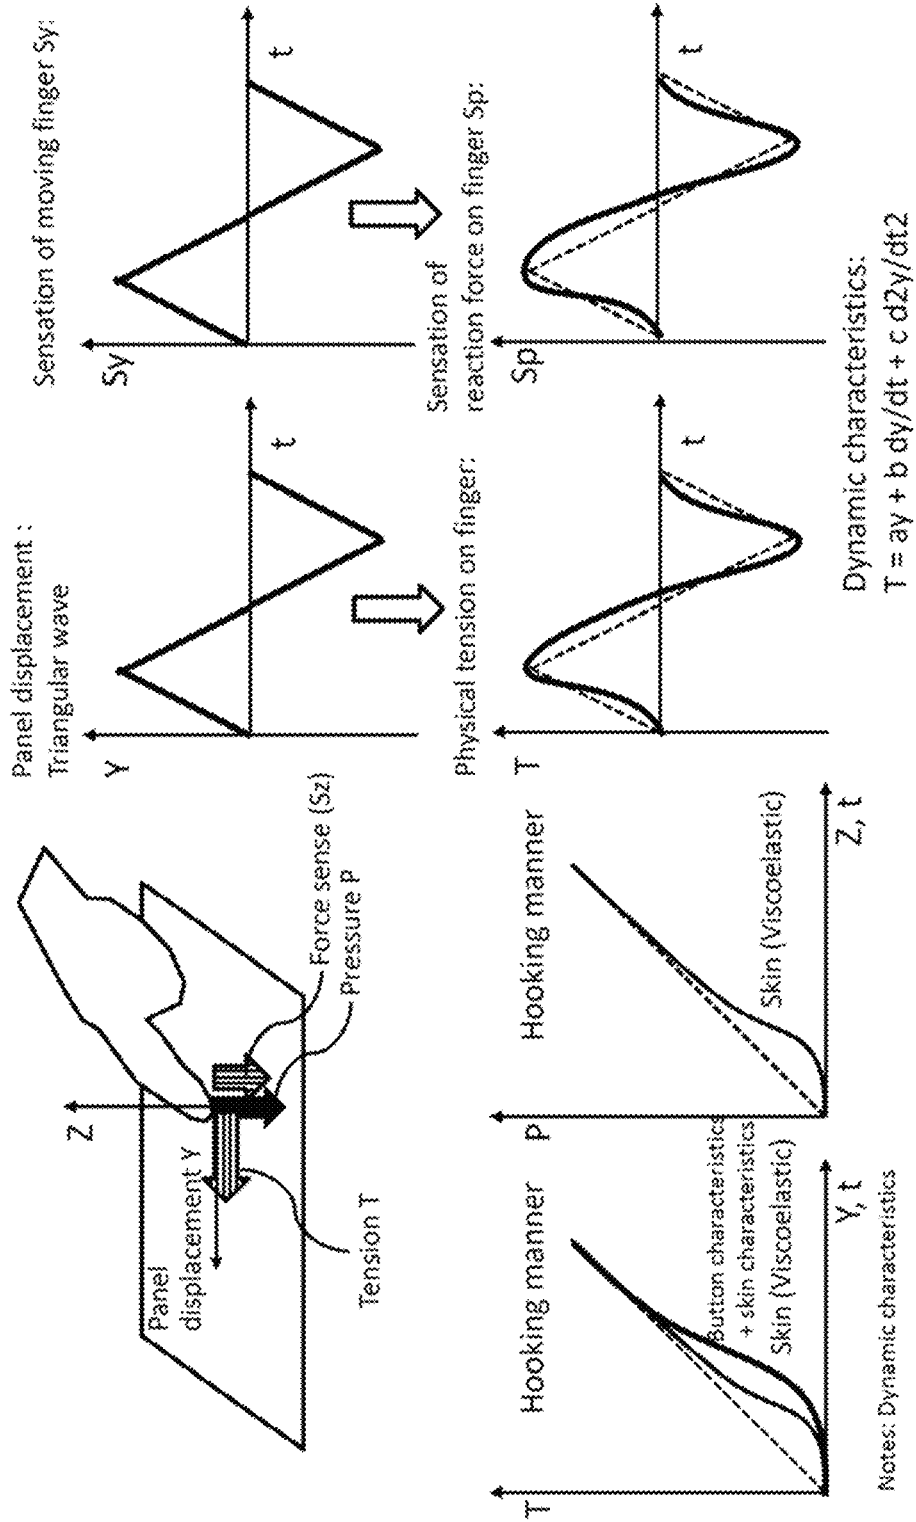 Z
Panel
displacement Y
Tension T
Force sense (Sz)
Pressure P
Panel displacement :
Triangular wave
Y
t
Sensation of moving finger Sy:
Sy
t
T
Hooking manner
Button characteristics
+ skin characteristics
Skin (Viscoelastic)
Y, t
Notes: Dynamic characteristics
P
Hooking manner
Skin (Viscoelastic)
Z, t
Physical tension on finger:
T
t
Sensation of
reaction force on finger Sp:
Sp
t
Dynamic characteristics:
T = ay + b dy/dt + c d2y/dt2